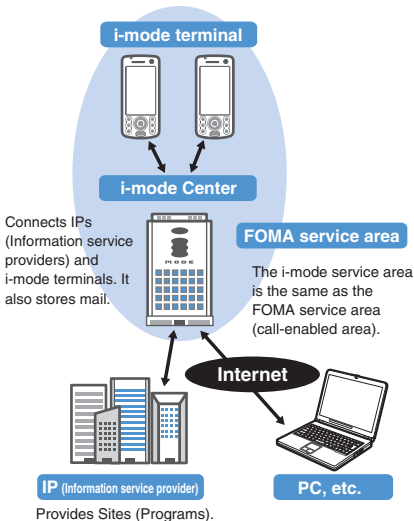 i-mode terminal
i-mode Center
Connects IPs
(Information service
providers) and
i-mode terminals. It
also stores mail.
MODE
FOMA service area
The i-mode service area
is the same as the
FOMA service area
(call-enabled area).
Internet
IP (Information service provider)
Provides Sites (Programs).
PC, etc.